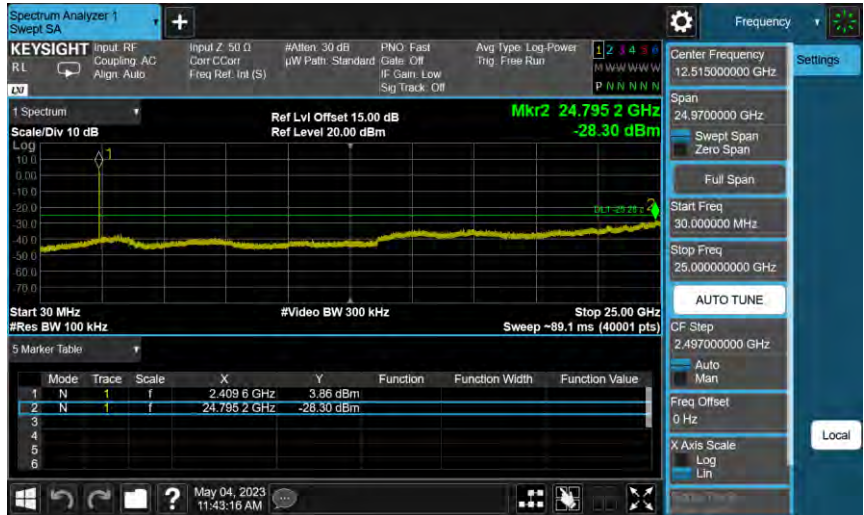 Spectrum Analyzer 1
Swept SA
+
Frequency
KEYSIGHT
RL
LXI
Input: RF
Coupling: AC
Align: Auto
Input Z: 50 Ω
Corr CCorr
Freq Ref: Int (S)
#Atten: 30 dB
µW Path: Standard
PNO: Fast
Gate: Off
IF Gain: Low
Sig Track: Off
Avg Type: Log-Power
Trig: Free Run
1 2 3 4 5 6
M W W W W W
P N N N N N
Center Frequency
12.515000000 GHz
Settings
Span
24.9700000 GHz
Swept Span
Zero Span
Full Span
Start Freq
30.000000 MHz
Stop Freq
25.000000000 GHz
AUTO TUNE
CF Step
2.497000000 GHz
Auto
Man
Freq Offset
0 Hz
X Axis Scale
Log
Lin
Local
1 Spectrum
Scale/Div 10 dB
Ref Lvl Offset 15.00 dB
Ref Level 20.00 dBm
Mkr2 24.795 2 GHz
-28.30 dBm
Log
10.0
0.00
-10.0
-20.0
-30.0
-40.0
-50.0
-60.0
-70.0
1
2
Start 30 MHz
#Res BW 100 kHz
#Video BW 300 kHz
Stop 25.00 GHz
Sweep ~89.1 ms (40001 pts)
5 Marker Table
Mode Trace Scale X Y Function Function Width Function Value
1 N 1 f 2.409 6 GHz 3.86 dBm
2 N 1 f 24.795 2 GHz -28.30 dBm
3
4
5
6
?
May 04, 2023
11:43:16 AM